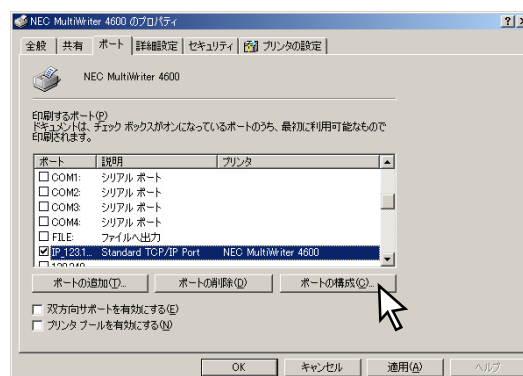 NEC MultiWriter 4600 のプロパティ
全般 共有 ポート 詳細設定 セキュリティ プリンタの設定
NEC MultiWriter 4600
印刷するポート(P)
ドキュメントは、チェック ボックスがオンになっているポートのうち、最初に利用可能なもので
印刷されます。
ポート 説明 プリンタ
COM1: シリアル ポート
COM2: シリアル ポート
COM3: シリアル ポート
COM4: シリアル ポート
FILE: ファイルへ出力
IP_123.1... Standard TCP/IP Port NEC MultiWriter 4600
ポートの追加(T)... ポートの削除(D) ポートの構成(C)...
双方向サポートを有効にする(E)
プリンタ プールを有効にする(N)
OK キャンセル 適用(A) ヘルプ